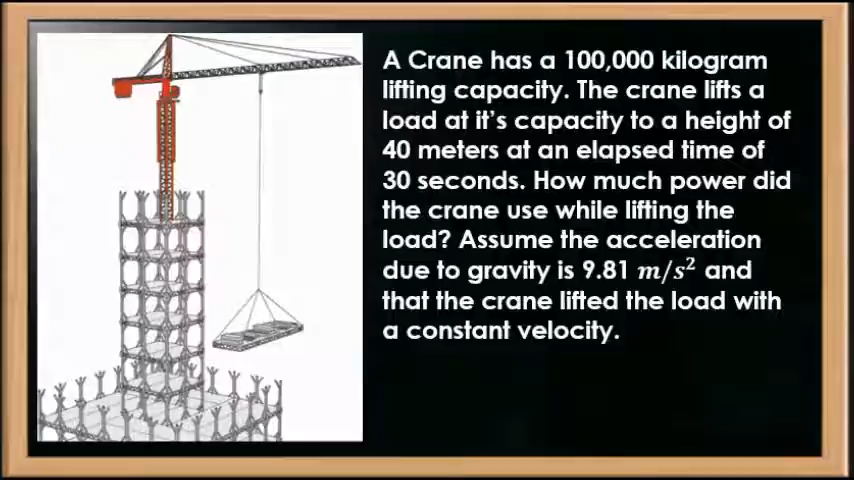 A Crane has a 100,000 kilogram
lifting capacity. The crane lifts a
load at it's capacity to a height of
40 meters at an elapsed time of
30 seconds. How much power did
the crane use while lifting the
load? Assume the acceleration
due to gravity is 9.81 m/s² and
that the crane lifted the load with
a constant velocity.